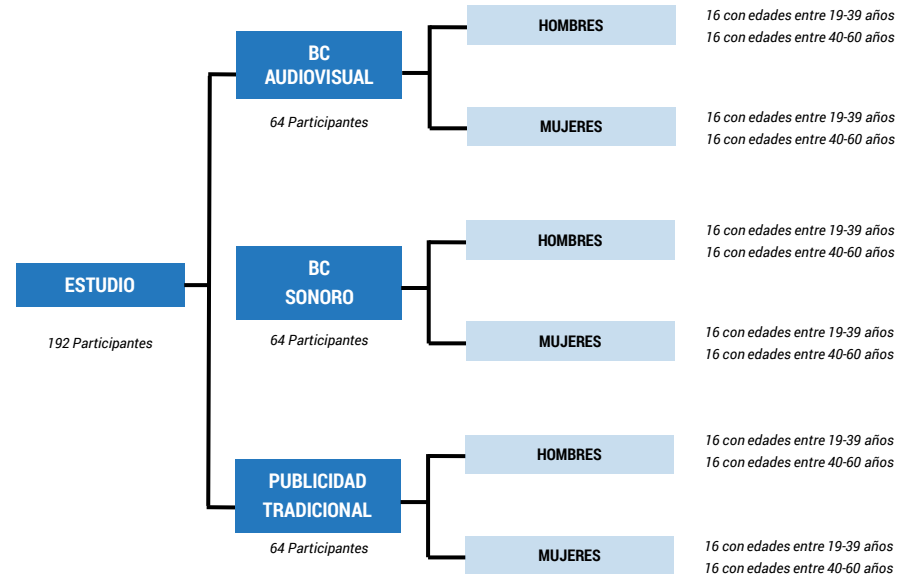 ESTUDIO
192 Participantes
BC
AUDIOVISUAL
64 Participantes
HOMBRES
16 con edades entre 19-39 años
16 con edades entre 40-60 años
MUJERES
16 con edades entre 19-39 años
16 con edades entre 40-60 años
BC
SONORO
64 Participantes
HOMBRES
16 con edades entre 19-39 años
16 con edades entre 40-60 años
MUJERES
16 con edades entre 19-39 años
16 con edades entre 40-60 años
PUBLICIDAD
TRADICIONAL
64 Participantes
HOMBRES
16 con edades entre 19-39 años
16 con edades entre 40-60 años
MUJERES
16 con edades entre 19-39 años
16 con edades entre 40-60 años